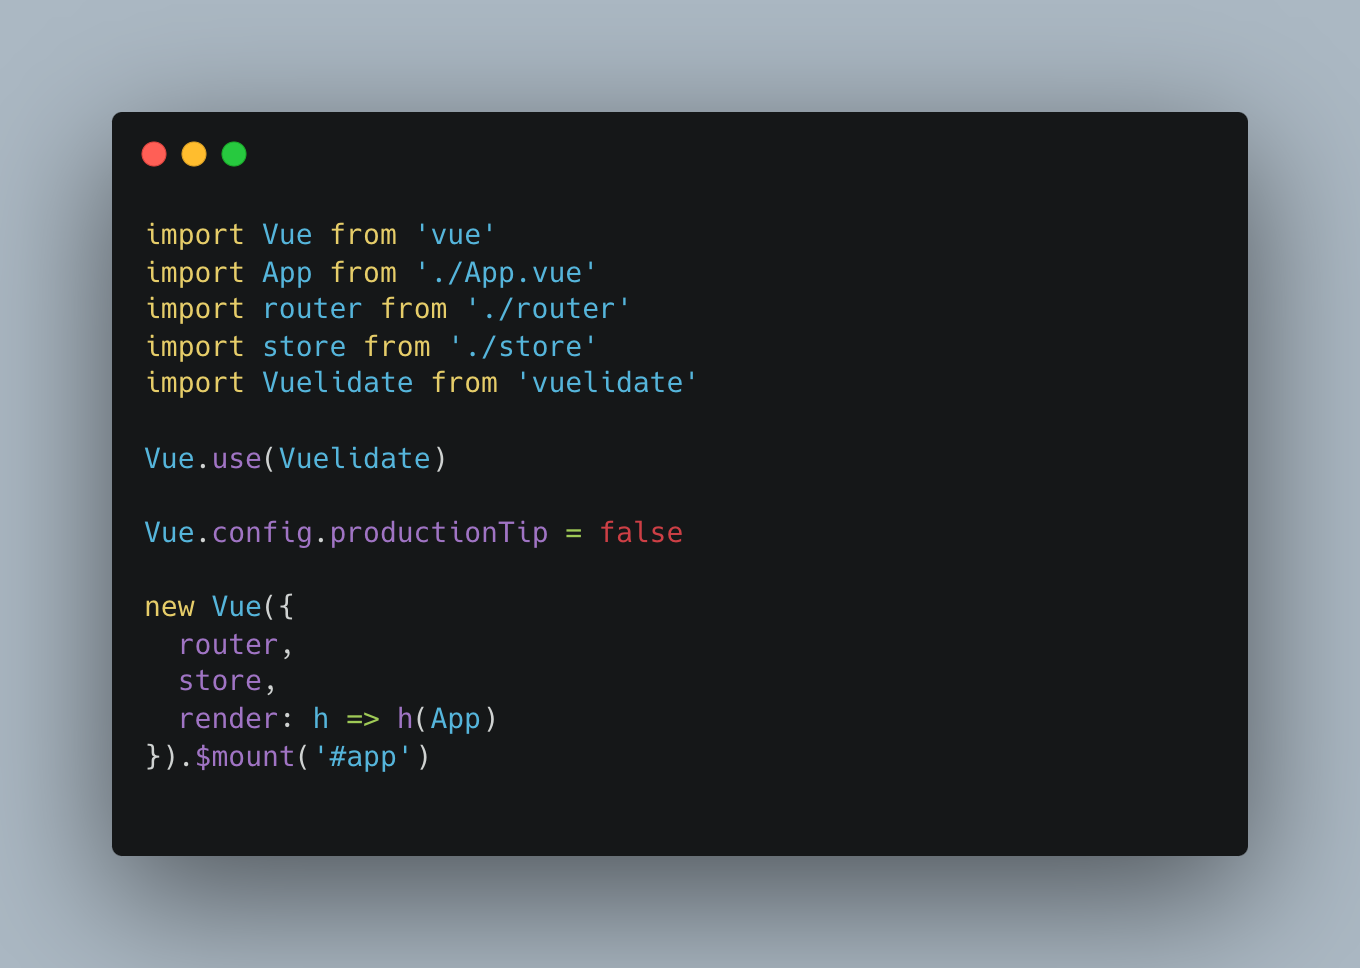 import Vue from 'vue'
import App from './App.vue'
import router from './router'
import store from './store'
import Vuelidate from 'vuelidate'

Vue.use(Vuelidate)

Vue.config.productionTip = false

new Vue({
  router,
  store,
  render: h => h(App)
}).$mount('#app')